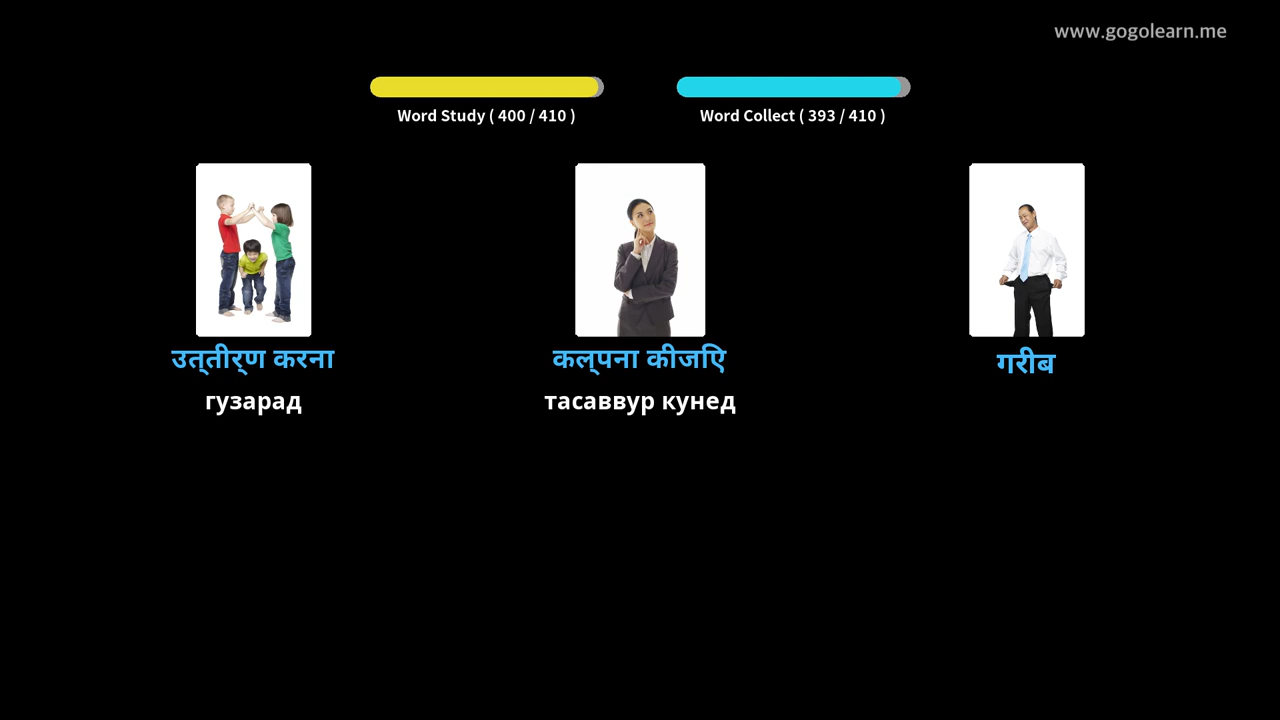 www.gogolearn.me
Word Study ( 400 / 410 )
Word Collect ( 393 / 410 )
उत्तीर्ण करना
कल्पना कीजिए
गरीब
гузарад
тасаввур кунед